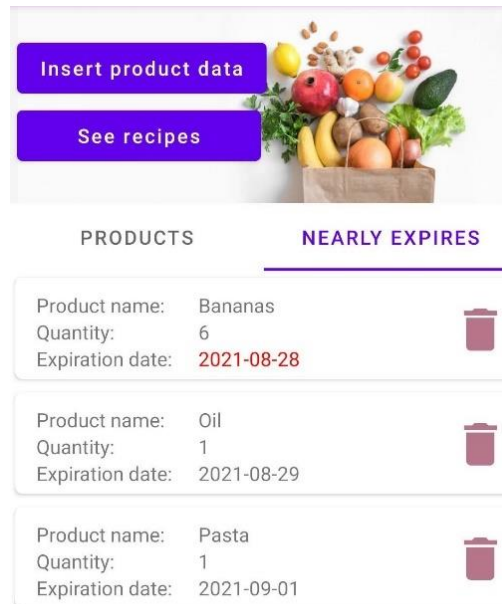 Insert product data
See recipes
PRODUCTS NEARLY EXPIRES
Product name: Bananas
Quantity: 6
Expiration date: 2021-08-28
Product name: Oil
Quantity: 1
Expiration date: 2021-08-29
Product name: Pasta
Quantity: 1
Expiration date: 2021-09-01